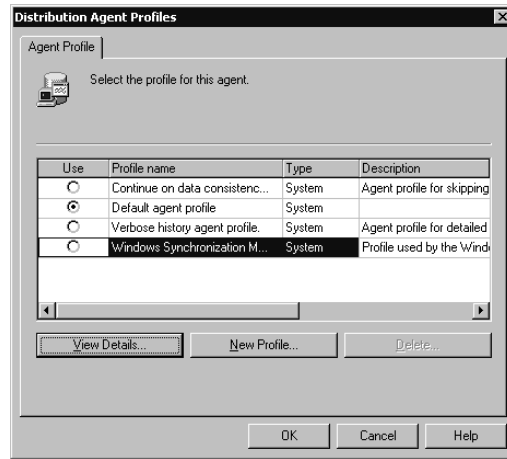 Distribution Agent Profiles
Agent Profile
Select the profile for this agent.
Use Profile name Type Description
Continue on data consistenc... System Agent profile for skipping
Default agent profile System
Verbose history agent profile. System Agent profile for detailed
Windows Synchronization M... System Profile used by the Wind
View Details... New Profile... Delete...
OK Cancel Help